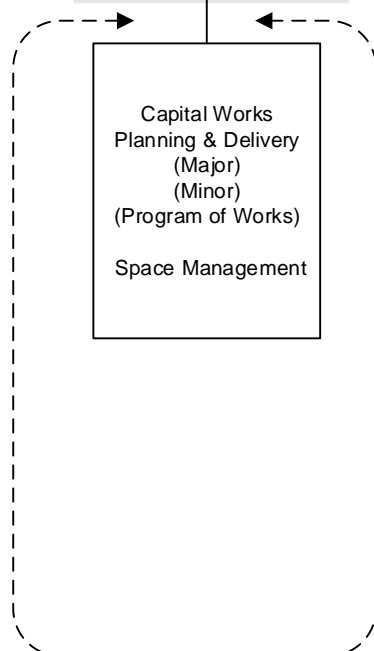 Capital Works
Planning & Delivery
(Major)
(Minor)
(Program of Works)
Space Management